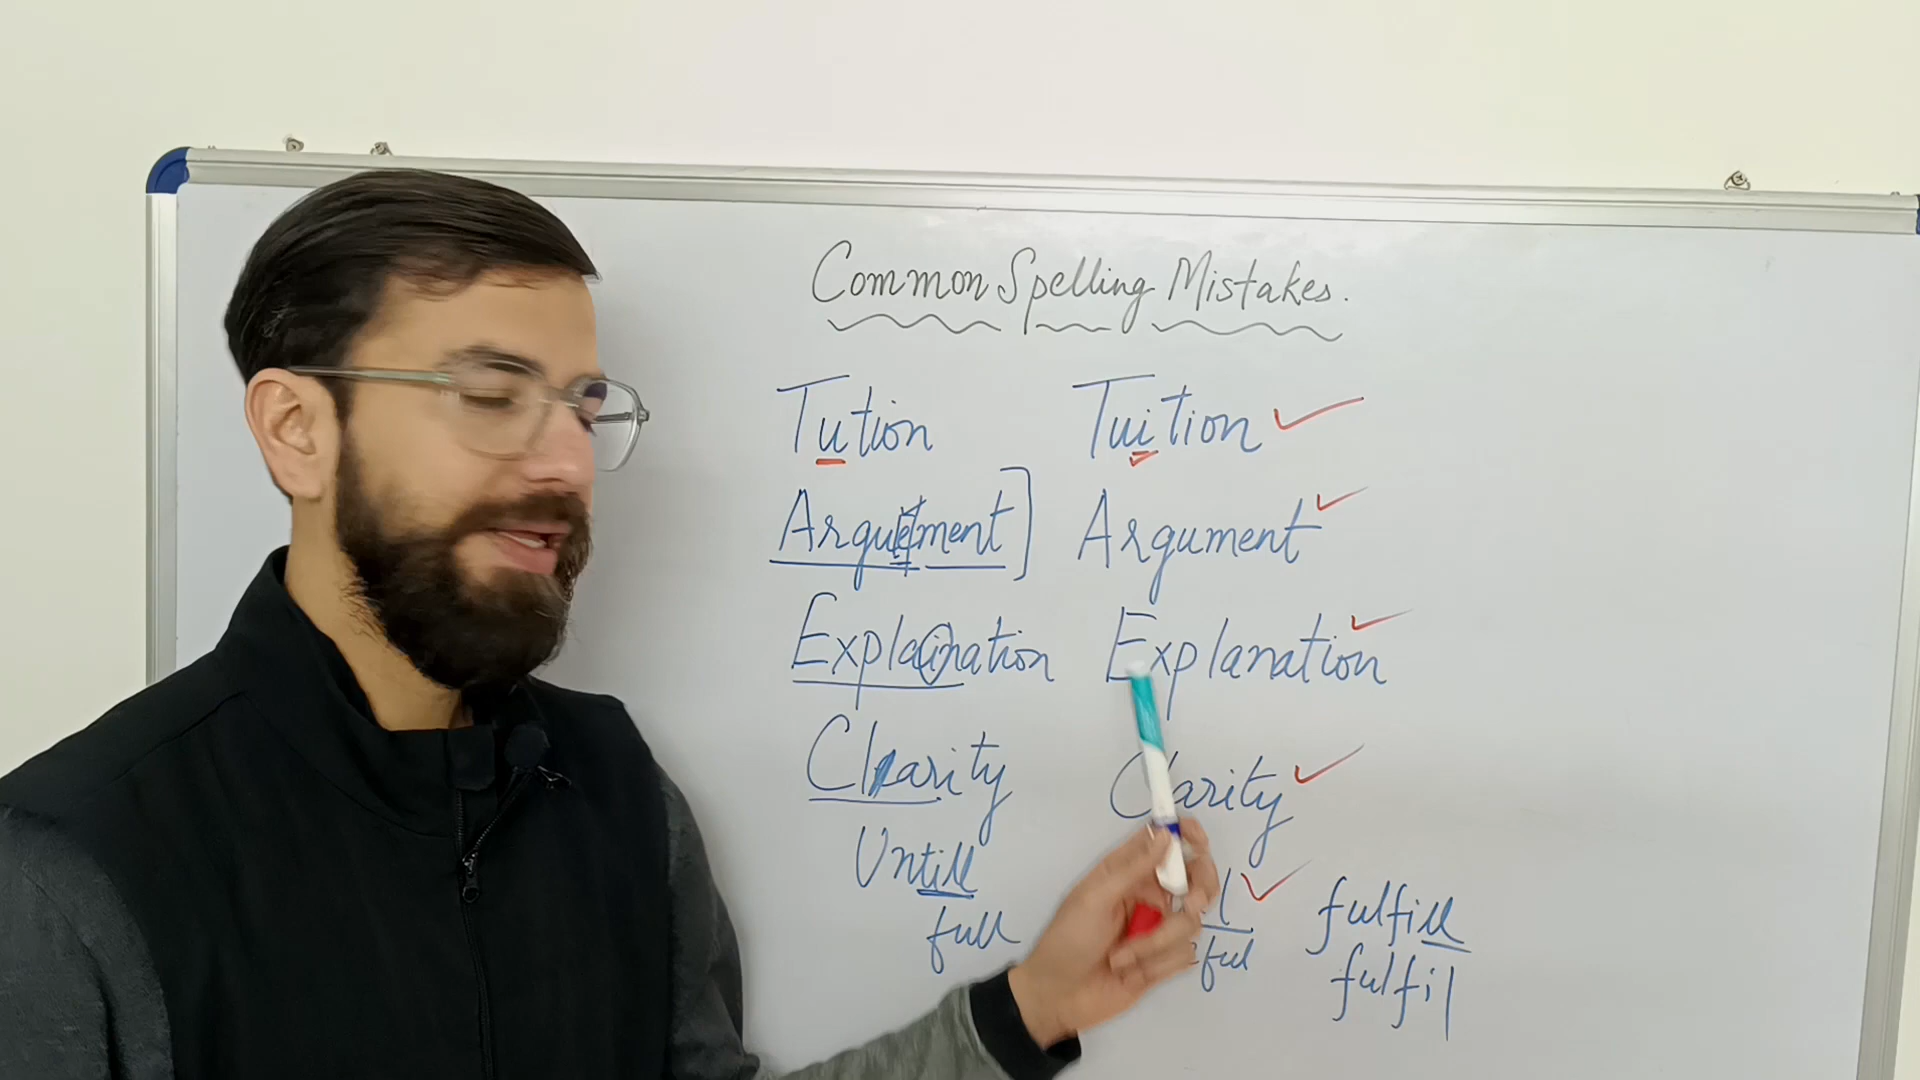 Common Spelling Mistakes.
Tution Tuition
Arguement Argument
Explaination Explanation
Clearity Clarity
Untill
full fulfill
fulfil